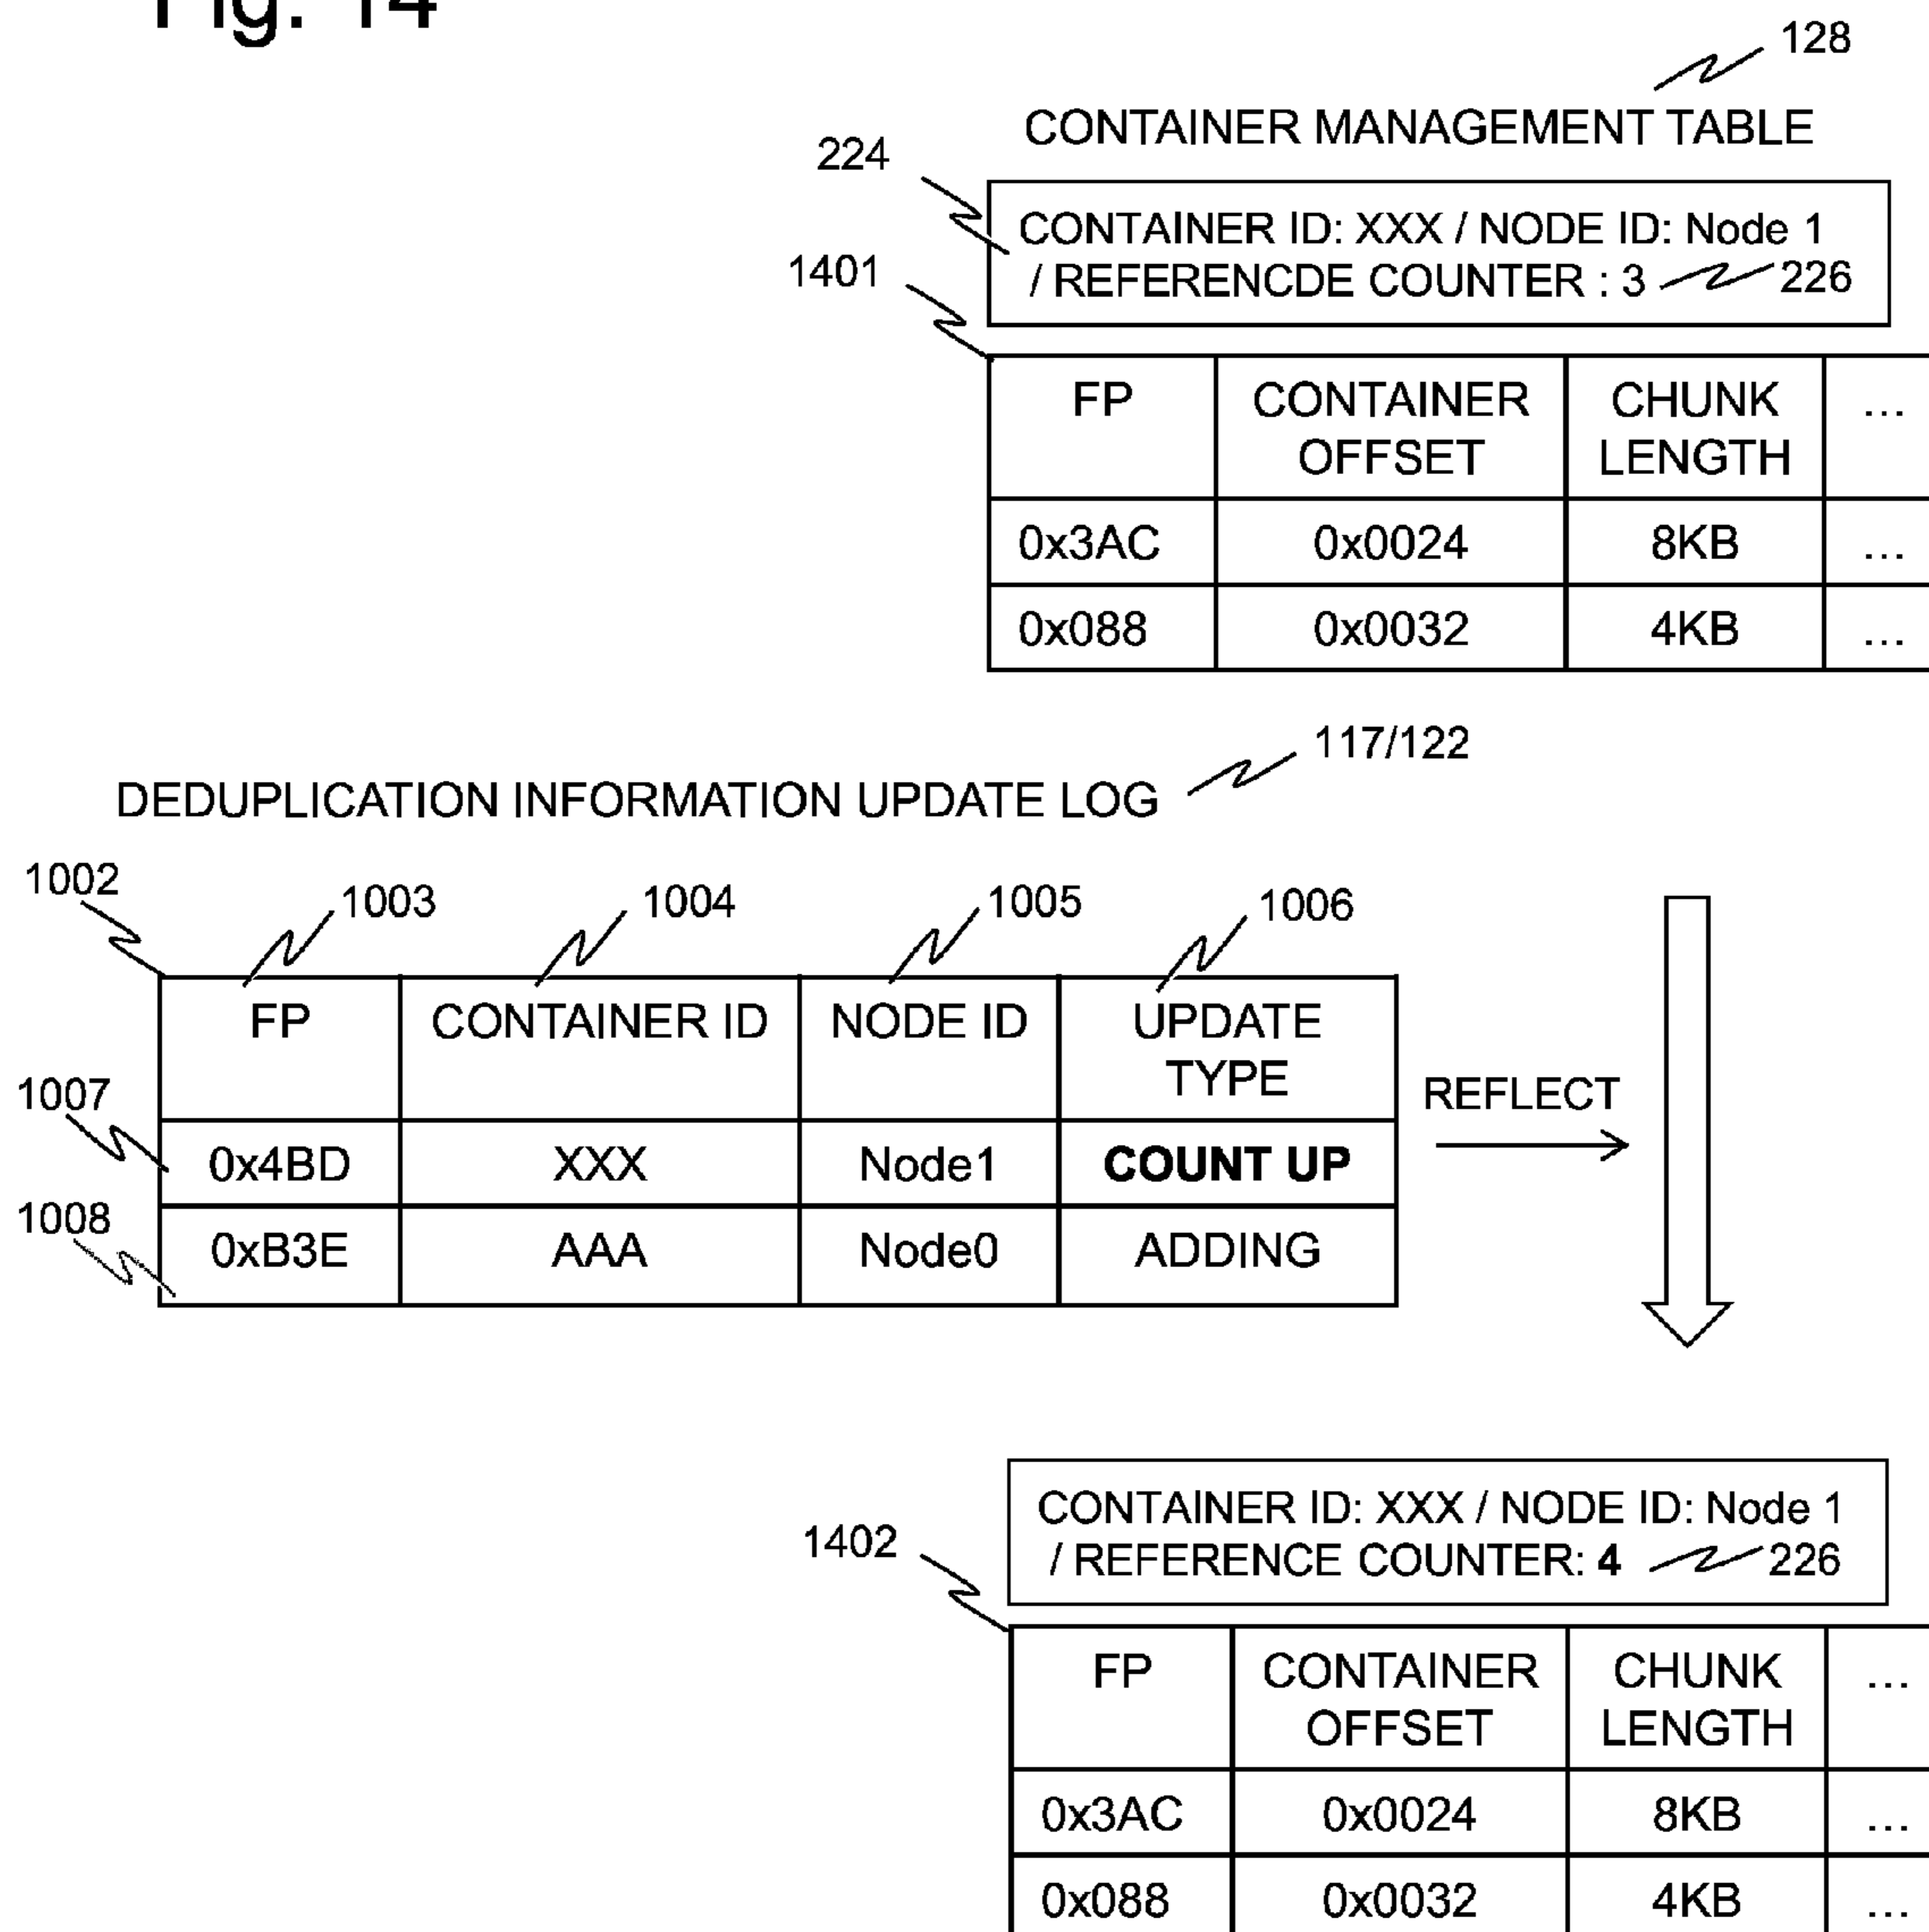 Fig. 14
128
CONTAINER MANAGEMENT TABLE
224
CONTAINER ID: XXX / NODE ID: Node 1
/ REFERENCDE COUNTER : 3
226
1401
FP CONTAINER OFFSET CHUNK LENGTH ...
0x3AC 0x0024 8KB ...
0x088 0x0032 4KB ...
117/122
DEDUPLICATION INFORMATION UPDATE LOG
1002 1003 1004 1005 1006
FP CONTAINER ID NODE ID UPDATE TYPE
1007
0x4BD XXX Node1 COUNT UP
REFLECT
1008
0xB3E AAA Node0 ADDING
CONTAINER ID: XXX / NODE ID: Node 1
/ REFERENCE COUNTER: 4
226
1402
FP CONTAINER OFFSET CHUNK LENGTH ...
0x3AC 0x0024 8KB ...
0x088 0x0032 4KB ...